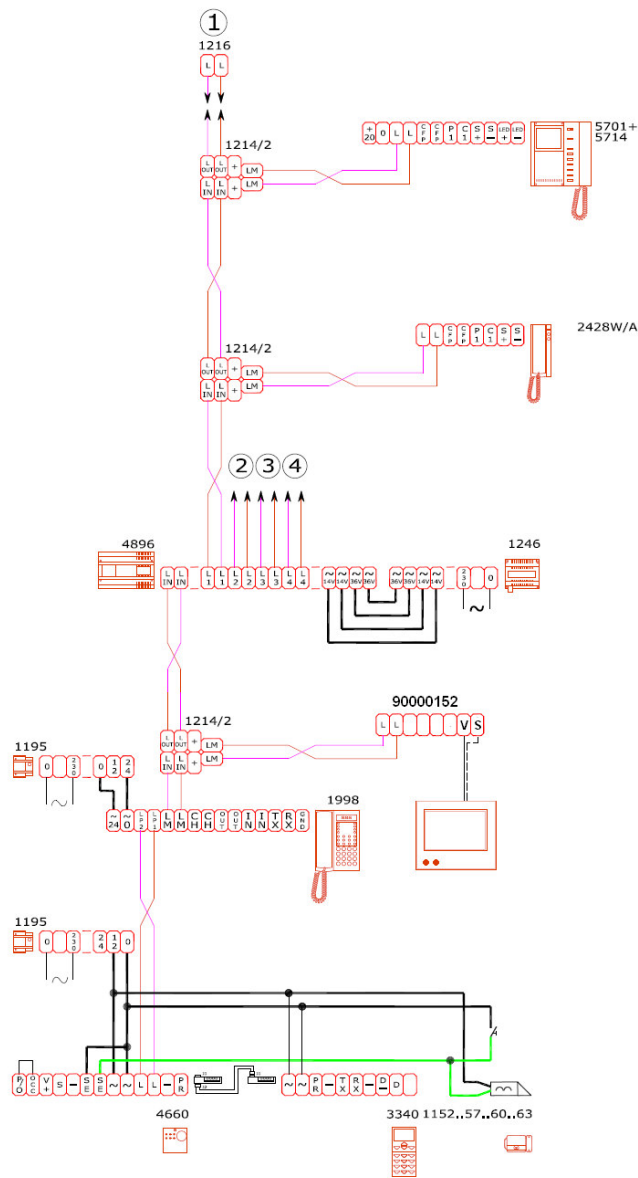 1
1216
L L
1214/2
L OUT L OUT + LM
L IN L IN + LM
+ 20 0 L L CFP CFP P1 C1 S+ S− LED+ LED−
5701+
5714
1214/2
L OUT L OUT + LM
L IN L IN + LM
L L CFP CFP P1 C1 S+ S−
2428W/A
2 3 4
4896
L IN L IN L1 L1 L2 L2 L3 L3 L4 L4 ~14V ~14V ~36V ~36V ~36V ~36V ~14V ~14V 230 0
~
1246
90000152
L L V S
1214/2
L OUT L OUT + LM
L IN L IN + LM
1195
0 230 0 12 24
~
1998
~24 ~0 LP2 LP1 LM LM CH CH OUT OUT IN IN TX RX GND
1195
0 230 24 12 0
~
P/O OCC V+ S− SE SE ~ ~ L L − PR
~ ~ PR − TX RX − D D
4660
3340
1152..57..60..63